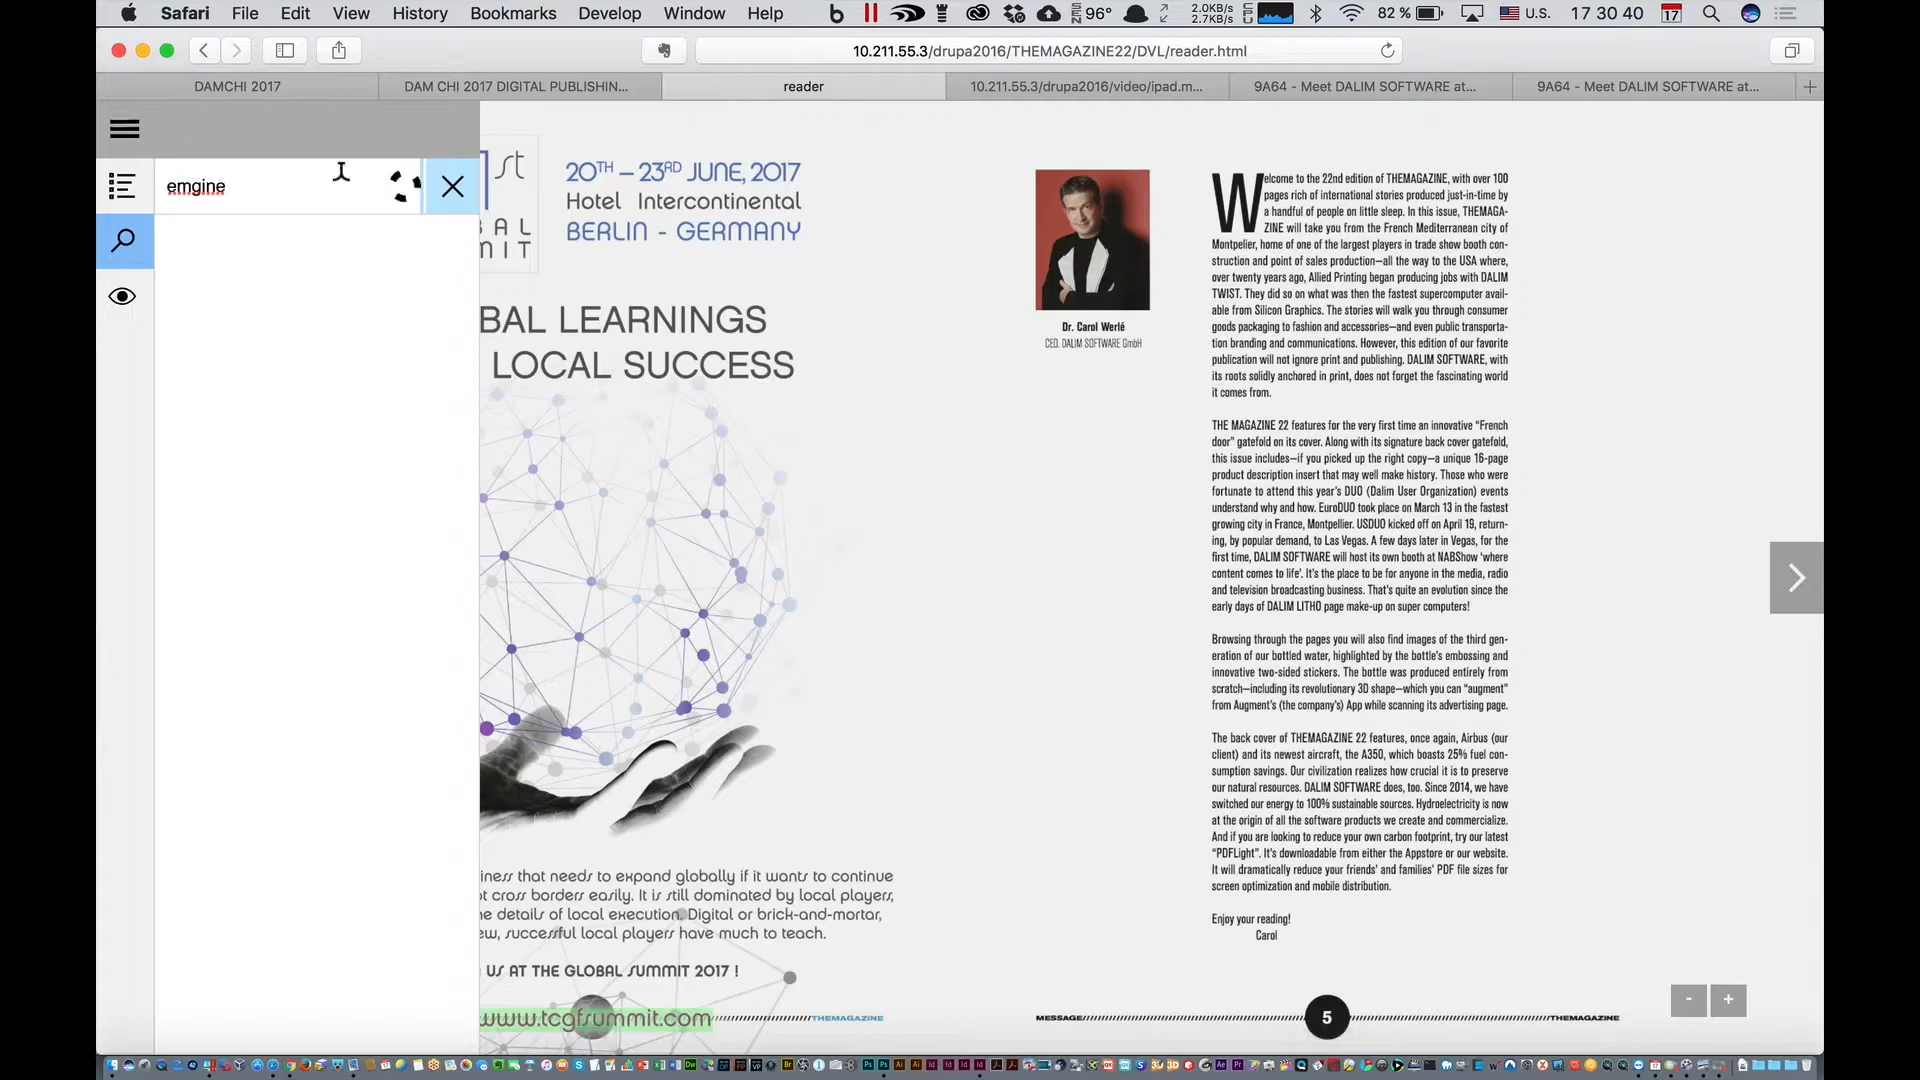 Safari File Edit View History Bookmarks Develop Window Help
96° 2.0KB/s 2.7KB/s 82 % U.S. 17 30 40 17
10.211.55.3/drupa2016/THEMAGAZINE22/DVL/reader.html
DAMCHI 2017
DAM CHI 2017 DIGITAL PUBLISHIN...
reader
10.211.55.3/drupa2016/video/ipad.m...
9A64 - Meet DALIM SOFTWARE at...
9A64 - Meet DALIM SOFTWARE at...
emgine
st
BAL
MIT
20TH – 23RD JUNE, 2017
Hotel Intercontinental
BERLIN - GERMANY
BAL LEARNINGS
LOCAL SUCCESS
iness that needs to expand globally if it wants to continue
t cross borders easily. It is still dominated by local players,
e details of local execution. Digital or brick-and-mortar,
ew, successful local players have much to teach.
US AT THE GLOBAL SUMMIT 2017 !
www.tcgfsummit.com
THEMAGAZINE
Dr. Carol Werlé
CEO, DALIM SOFTWARE GmbH
Welcome to the 22nd edition of THEMAGAZINE, with over 100
pages rich of international stories produced just-in-time by
a handful of people on little sleep. In this issue, THEMAGA-
ZINE will take you from the French Mediterranean city of
Montpelier, home of one of the largest players in trade show booth con-
struction and point of sales production—all the way to the USA where,
over twenty years ago, Allied Printing began producing jobs with DALIM
TWIST. They did so on what was then the fastest supercomputer avail-
able from Silicon Graphics. The stories will walk you through consumer
goods packaging to fashion and accessories—and even public transporta-
tion branding and communications. However, this edition of our favorite
publication will not ignore print and publishing. DALIM SOFTWARE, with
its roots solidly anchored in print, does not forget the fascinating world
it comes from.
THE MAGAZINE 22 features for the very first time an innovative “French
door” gatefold on its cover. Along with its signature back cover gatefold,
this issue includes—if you picked up the right copy—a unique 16-page
product description insert that may well make history. Those who were
fortunate to attend this year’s DUO (Dalim User Organization) events
understand why and how. EuroDUO took place on March 13 in the fastest
growing city in France, Montpellier. USDUO kicked off on April 19, return-
ing, by popular demand, to Las Vegas. A few days later in Vegas, for the
first time, DALIM SOFTWARE will host its own booth at NABShow ‘where
content comes to life’. It’s the place to be for anyone in the media, radio
and television broadcasting business. That’s quite an evolution since the
early days of DALIM LITHO page make-up on super computers!
Browsing through the pages you will also find images of the third gen-
eration of our bottled water, highlighted by the bottle’s embossing and
innovative two-sided stickers. The bottle was produced entirely from
scratch—including its revolutionary 3D shape—which you can “augment”
from Augment’s (the company’s) App while scanning its advertising page.
The back cover of THEMAGAZINE 22 features, once again, Airbus (our
client) and its newest aircraft, the A350, which boasts 25% fuel con-
sumption savings. Our civilization realizes how crucial it is to preserve
our natural resources. DALIM SOFTWARE does, too. Since 2014, we have
switched our energy to 100% sustainable sources. Hydroelectricity is now
at the origin of all the software products we create and commercialize.
And if you are looking to reduce your own carbon footprint, try our latest
“PDFLight”. It’s downloadable from either the Appstore or our website.
It will dramatically reduce your friends’ and families’ PDF file sizes for
screen optimization and mobile distribution.
Enjoy your reading!
Carol
- +
MESSAGE 5 THEMAGAZINE